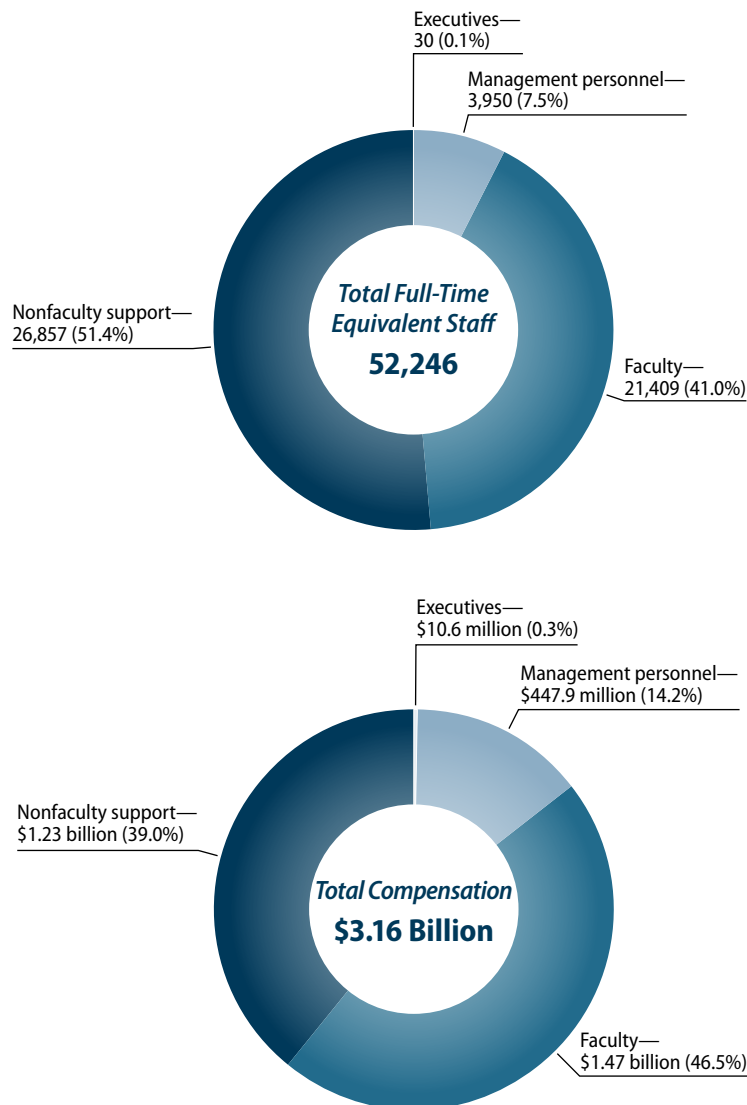 Executives—
30 (0.1%)
Management personnel—
3,950 (7.5%)
Total Full-Time
Equivalent Staff
52,246
Nonfaculty support—
26,857 (51.4%)
Faculty—
21,409 (41.0%)
Executives—
$10.6 million (0.3%)
Management personnel—
$447.9 million (14.2%)
Nonfaculty support—
$1.23 billion (39.0%)
Total Compensation
$3.16 Billion
Faculty—
$1.47 billion (46.5%)